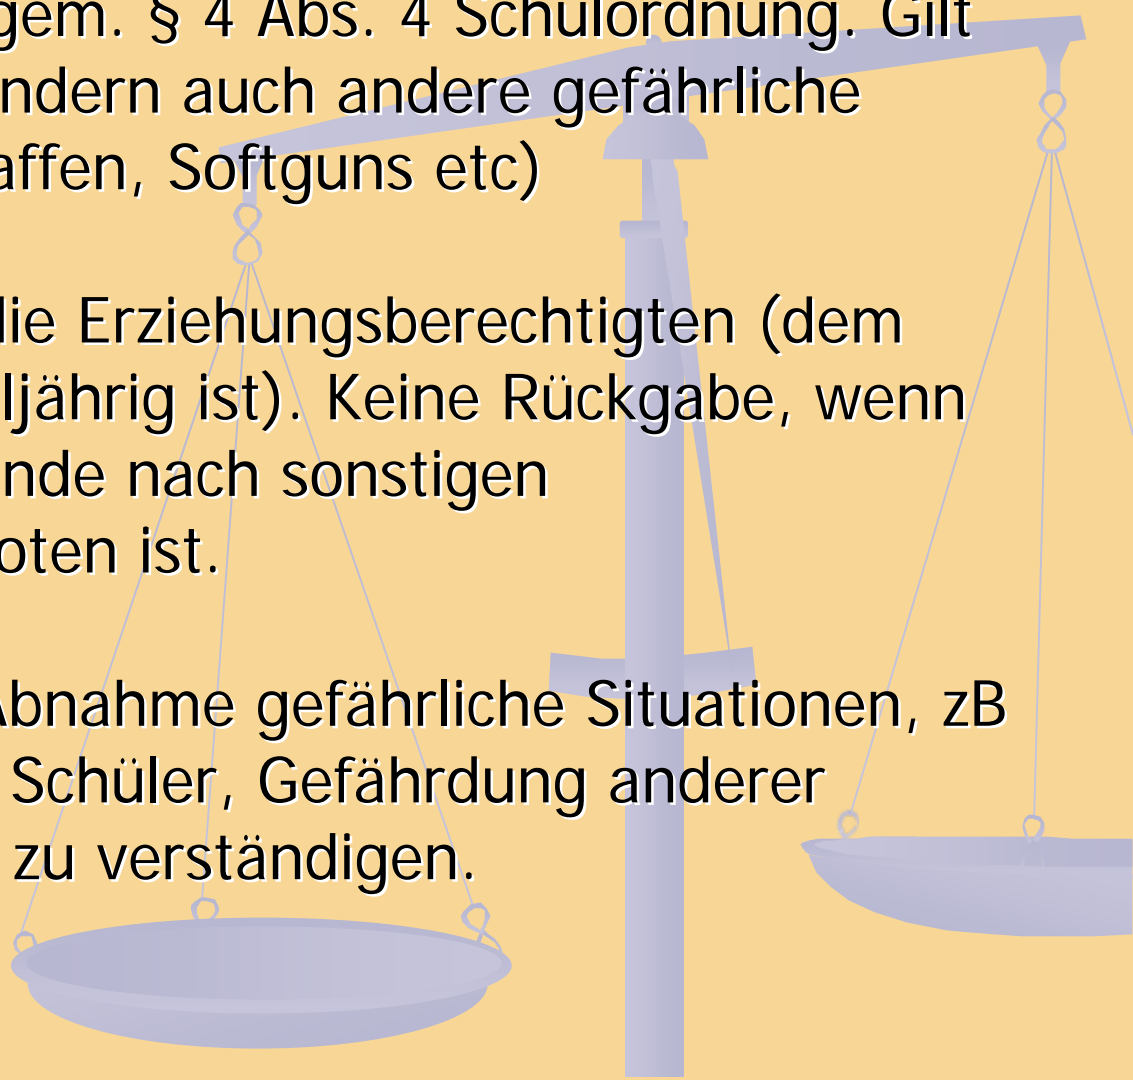 gem. § 4 Abs. 4 Schulordnung. Gilt
ndern auch andere gefährliche
affen, Softguns etc)
lie Erziehungsberechtigten (dem
ljährig ist). Keine Rückgabe, wenn
nde nach sonstigen
oten ist.
Abnahme gefährliche Situationen, zB
Schüler, Gefährdung anderer
zu verständigen.